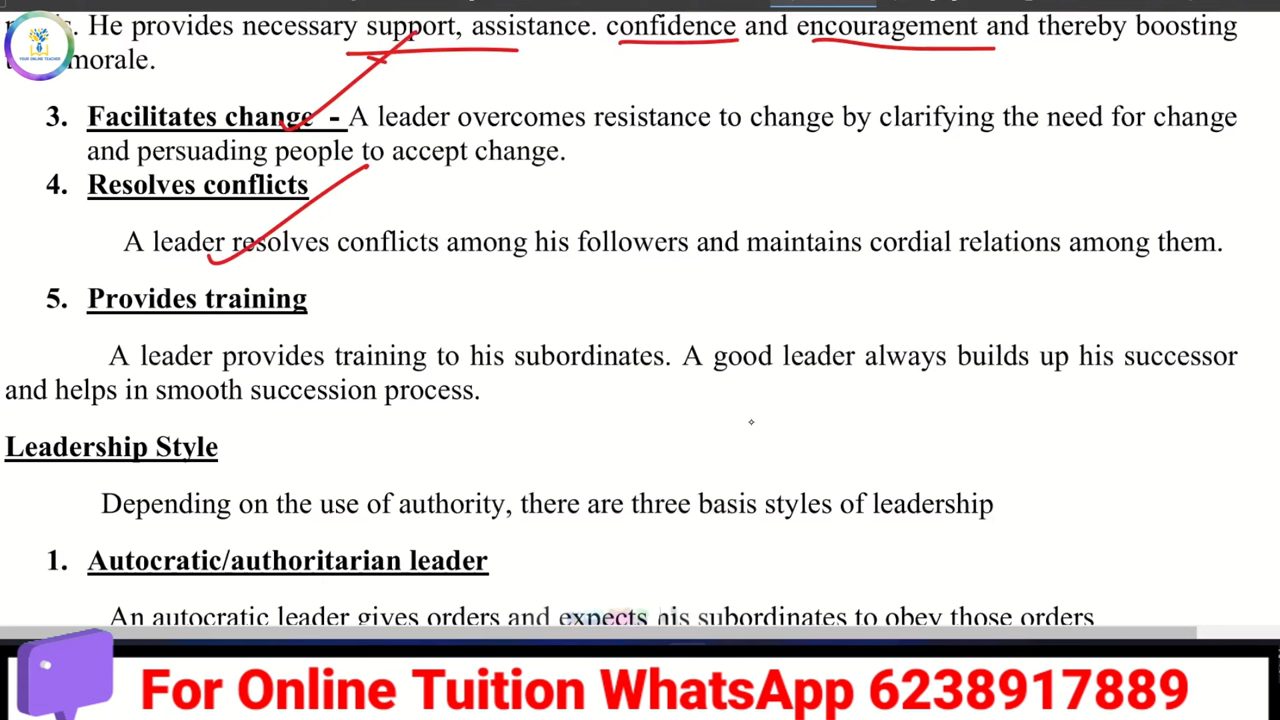 . He provides necessary support, assistance. confidence and encouragement and thereby boosting
morale.
3. Facilitates change - A leader overcomes resistance to change by clarifying the need for change
and persuading people to accept change.
4. Resolves conflicts
A leader resolves conflicts among his followers and maintains cordial relations among them.
5. Provides training
A leader provides training to his subordinates. A good leader always builds up his successor
and helps in smooth succession process.
Leadership Style
Depending on the use of authority, there are three basis styles of leadership
1. Autocratic/authoritarian leader
An autocratic leader gives orders and expects his subordinates to obey those orders
For Online Tuition WhatsApp 6238917889
YOUR ONLINE TEACHER